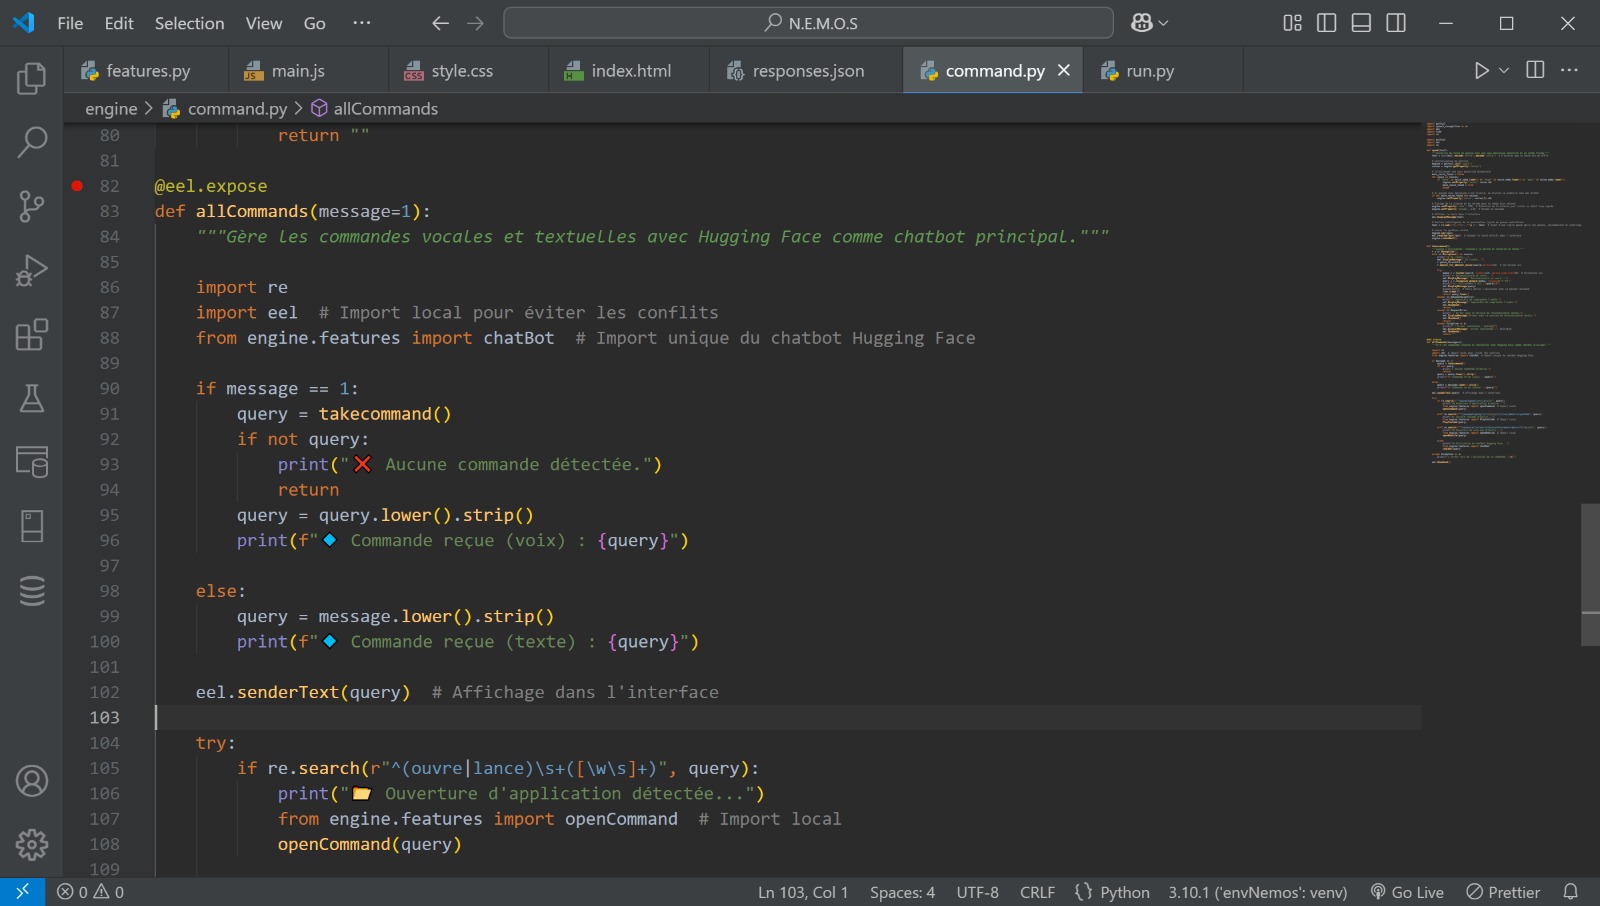 File Edit Selection View Go ··· N.E.M.O.S
features.py main.js style.css index.html responses.json command.py run.py
engine > command.py > allCommands
80 return ""
81
82 @eel.expose
83 def allCommands(message=1):
84 """Gère les commandes vocales et textuelles avec Hugging Face comme chatbot principal."""
85
86 import re
87 import eel # Import local pour éviter les conflits
88 from engine.features import chatBot # Import unique du chatbot Hugging Face
89
90 if message == 1:
91 query = takecommand()
92 if not query:
93 print("❌ Aucune commande détectée.")
94 return
95 query = query.lower().strip()
96 print(f"🔹 Commande reçue (voix) : {query}")
97
98 else:
99 query = message.lower().strip()
100 print(f"🔹 Commande reçue (texte) : {query}")
101
102 eel.senderText(query) # Affichage dans l'interface
103
104 try:
105 if re.search(r"^(ouvre|lance)\s+([\w\s]+)", query):
106 print("📂 Ouverture d'application détectée...")
107 from engine.features import openCommand # Import local
108 openCommand(query)
109
0 0 Ln 103, Col 1 Spaces: 4 UTF-8 CRLF {} Python 3.10.1 ('envNemos': venv) Go Live Prettier